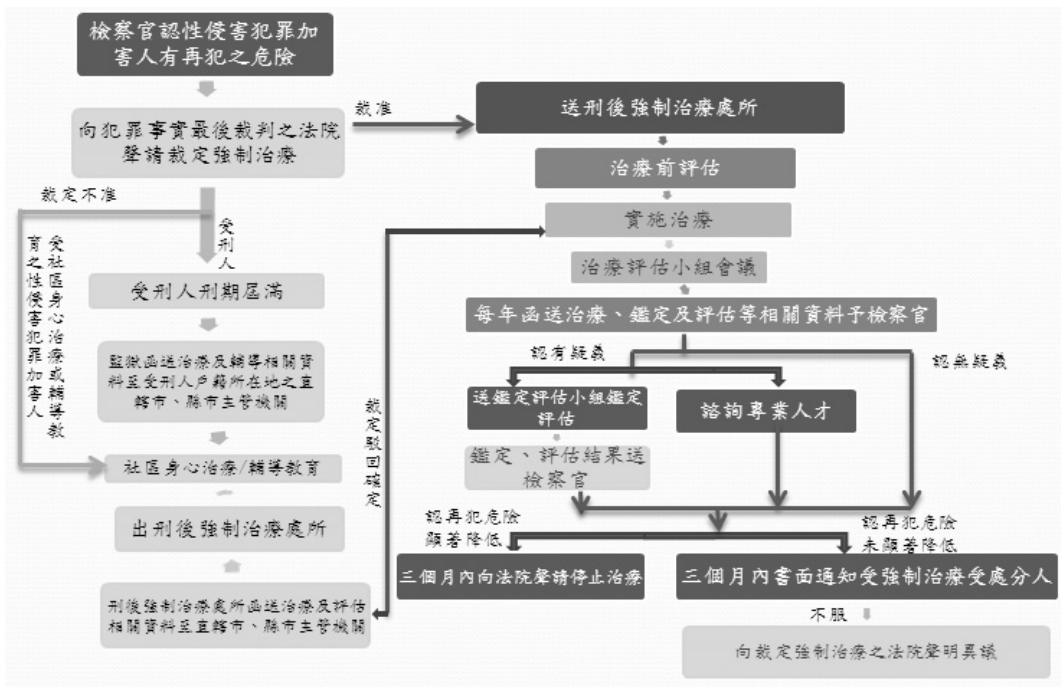 檢察官認性侵害犯罪加
害人有再犯之危險
向犯罪事實最後裁判之法院
聲請裁定強制治療
裁准
裁定不准
受刑人
受社區身心治療或輔導教
育之性侵害犯罪加害人
受刑人刑期屆滿
監獄函送治療及輔導相關資
料至受刑人戶籍所在地之直
轄市、縣市主管機關
社區身心治療/輔導教育
出刑後強制治療處所
刑後強制治療處所函送治療及評估
相關資料至直轄市、縣市主管機關
裁定駁回確定
送刑後強制治療處所
治療前評估
實施治療
治療評估小組會議
每年函送治療、鑑定及評估等相關資料予檢察官
認有疑義
認無疑義
送鑑定評估小組鑑定
評估
諮詢專業人才
鑑定、評估結果送
檢察官
認再犯危險
顯著降低
認再犯危險
未顯著降低
三個月內向法院聲請停止治療
三個月內書面通知受強制治療受處分人
不服
向裁定強制治療之法院聲明異議